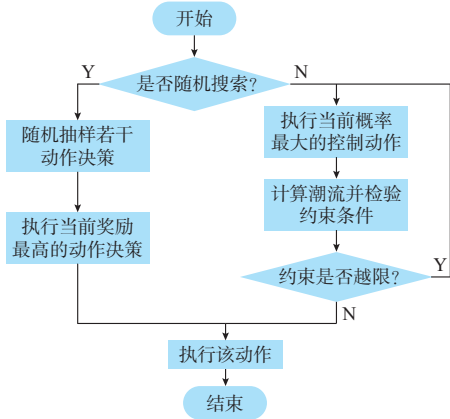 开始
Y
是否随机搜索?
N
随机抽样若干
动作决策
执行当前概率
最大的控制动作
计算潮流并检验
约束条件
执行当前奖励
最高的动作决策
约束是否越限?
Y
N
执行该动作
结束